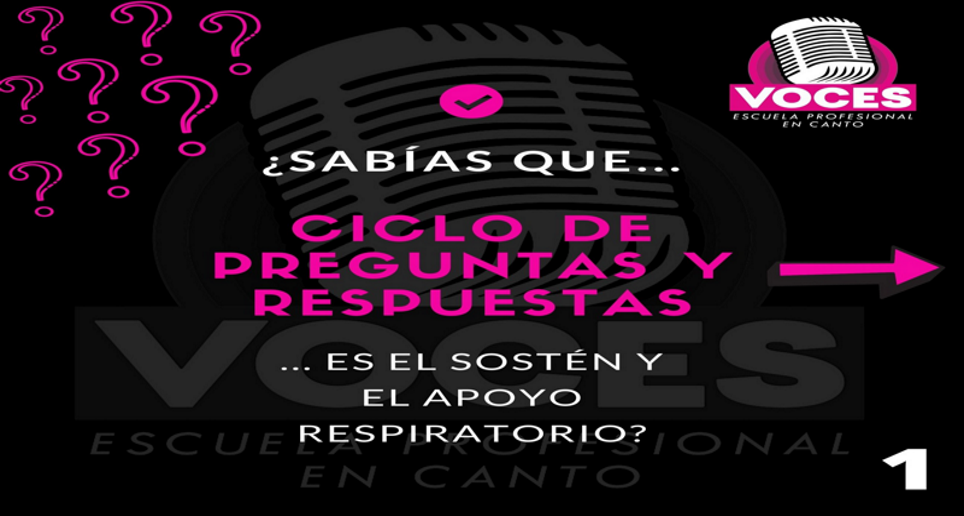 VOCES
ESCUELA PROFESIONAL
EN CANTO
¿SABÍAS QUE...
CICLO DE
PREGUNTAS Y
RESPUESTAS
... ES EL SOSTÉN Y
EL APOYO
RESPIRATORIO?
VOCES
ESCUELA PROFESIONAL
EN CANTO
1